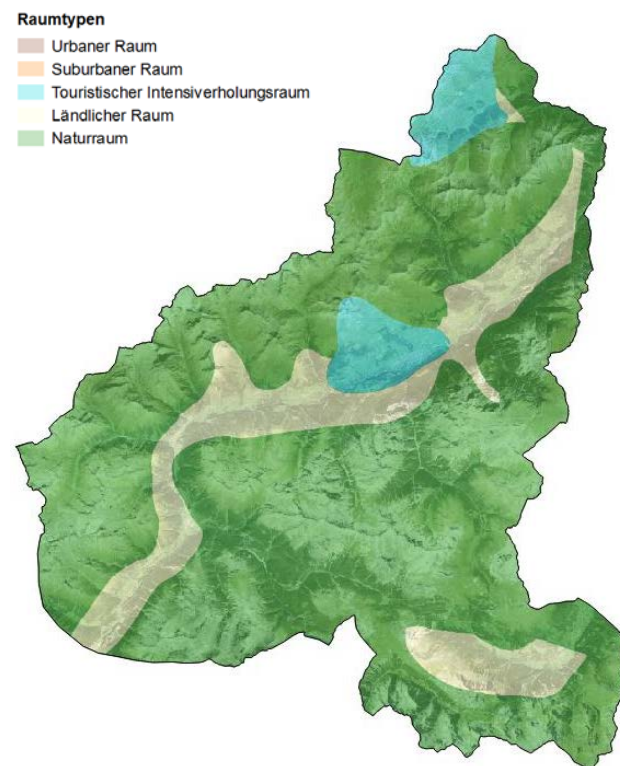 Raumtypen
Urbaner Raum
Suburbaner Raum
Touristischer Intensiverholungsraum
Ländlicher Raum
Naturraum